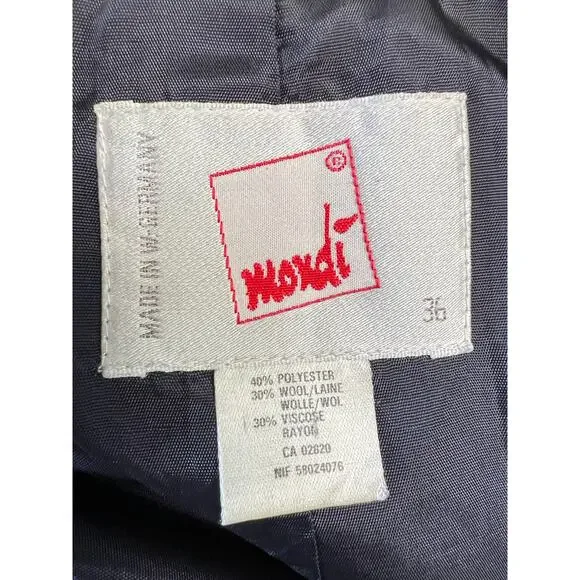 MADE IN W.-GERMANY
®
mondi
36
40% POLYESTER
30% WOOL/LAINE
WOLLE/WOL
30% VISCOSE
RAYON
CA 02820
NIF 58024076